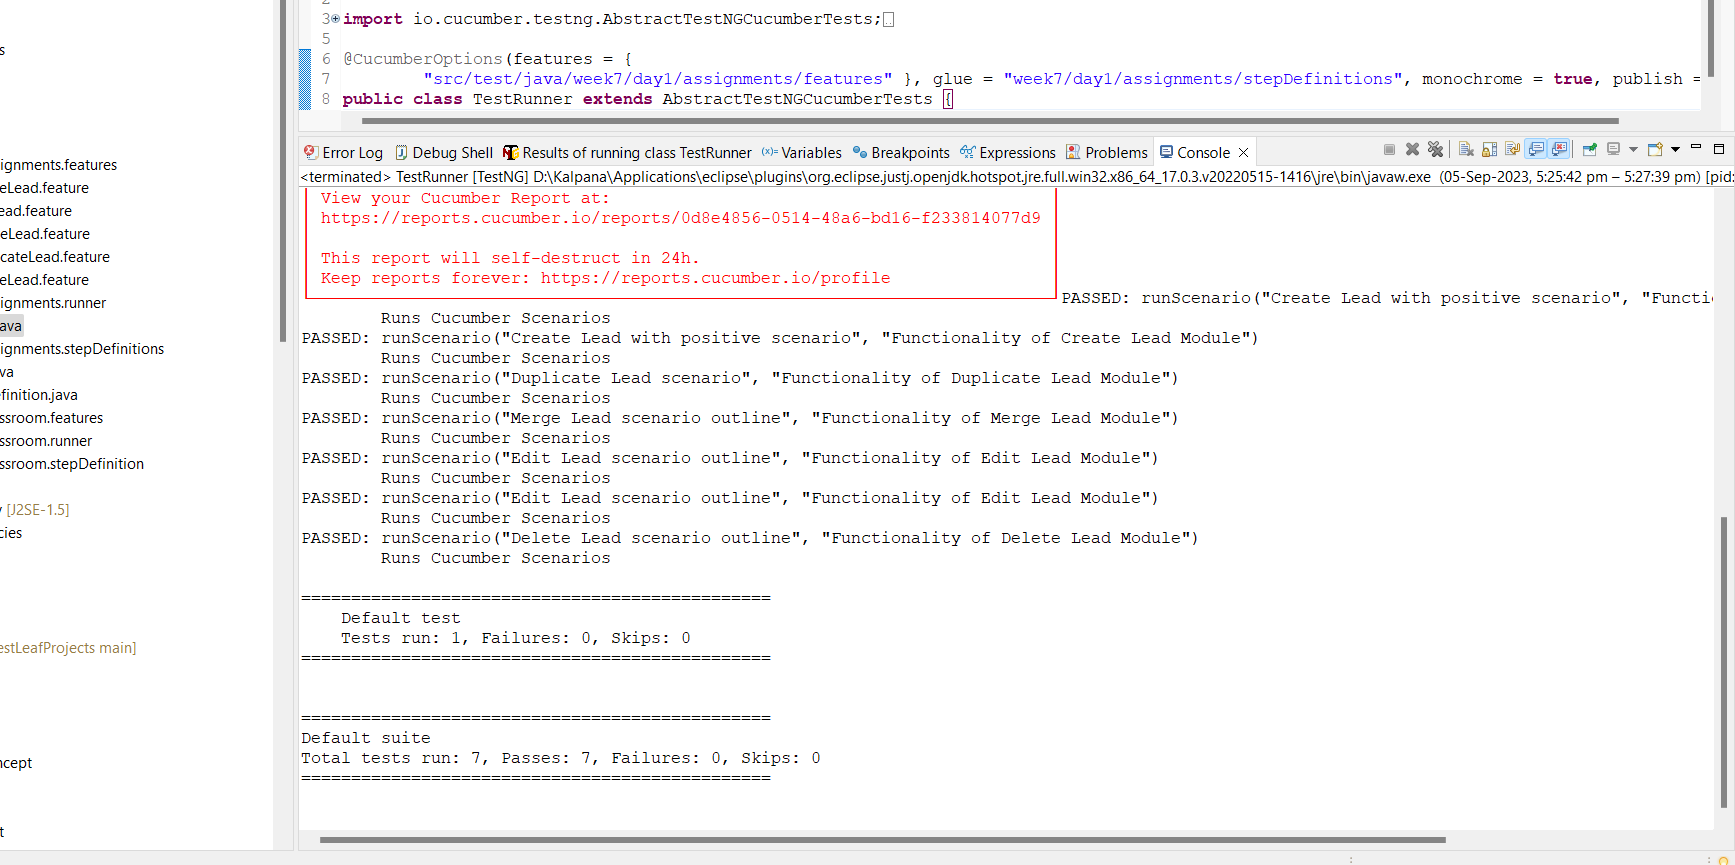 s
ignments.features
eLead.feature
ead.feature
eLead.feature
cateLead.feature
eLead.feature
ignments.runner
ava
ignments.stepDefinitions
va
efinition.java
ssroom.features
ssroom.runner
ssroom.stepDefinition
[J2SE-1.5]
cies
estLeafProjects main]
ncept
t
3 import io.cucumber.testng.AbstractTestNGCucumberTests;
5
6 @CucumberOptions(features = {
7 "src/test/java/week7/day1/assignments/features" }, glue = "week7/day1/assignments/stepDefinitions", monochrome = true, publish =
8 public class TestRunner extends AbstractTestNGCucumberTests {
Error Log Debug Shell Results of running class TestRunner Variables Breakpoints Expressions Problems Console
<terminated> TestRunner [TestNG] D:\Kalpana\Applications\eclipse\plugins\org.eclipse.justj.openjdk.hotspot.jre.full.win32.x86_64_17.0.3.v20220515-1416\jre\bin\javaw.exe (05-Sep-2023, 5:25:42 pm – 5:27:39 pm) [pid:
View your Cucumber Report at:
https://reports.cucumber.io/reports/0d8e4856-0514-48a6-bd16-f233814077d9
This report will self-destruct in 24h.
Keep reports forever: https://reports.cucumber.io/profile
PASSED: runScenario("Create Lead with positive scenario", "Functi
Runs Cucumber Scenarios
PASSED: runScenario("Create Lead with positive scenario", "Functionality of Create Lead Module")
Runs Cucumber Scenarios
PASSED: runScenario("Duplicate Lead scenario", "Functionality of Duplicate Lead Module")
Runs Cucumber Scenarios
PASSED: runScenario("Merge Lead scenario outline", "Functionality of Merge Lead Module")
Runs Cucumber Scenarios
PASSED: runScenario("Edit Lead scenario outline", "Functionality of Edit Lead Module")
Runs Cucumber Scenarios
PASSED: runScenario("Edit Lead scenario outline", "Functionality of Edit Lead Module")
Runs Cucumber Scenarios
PASSED: runScenario("Delete Lead scenario outline", "Functionality of Delete Lead Module")
Runs Cucumber Scenarios
===============================================
Default test
Tests run: 1, Failures: 0, Skips: 0
===============================================
===============================================
Default suite
Total tests run: 7, Passes: 7, Failures: 0, Skips: 0
===============================================